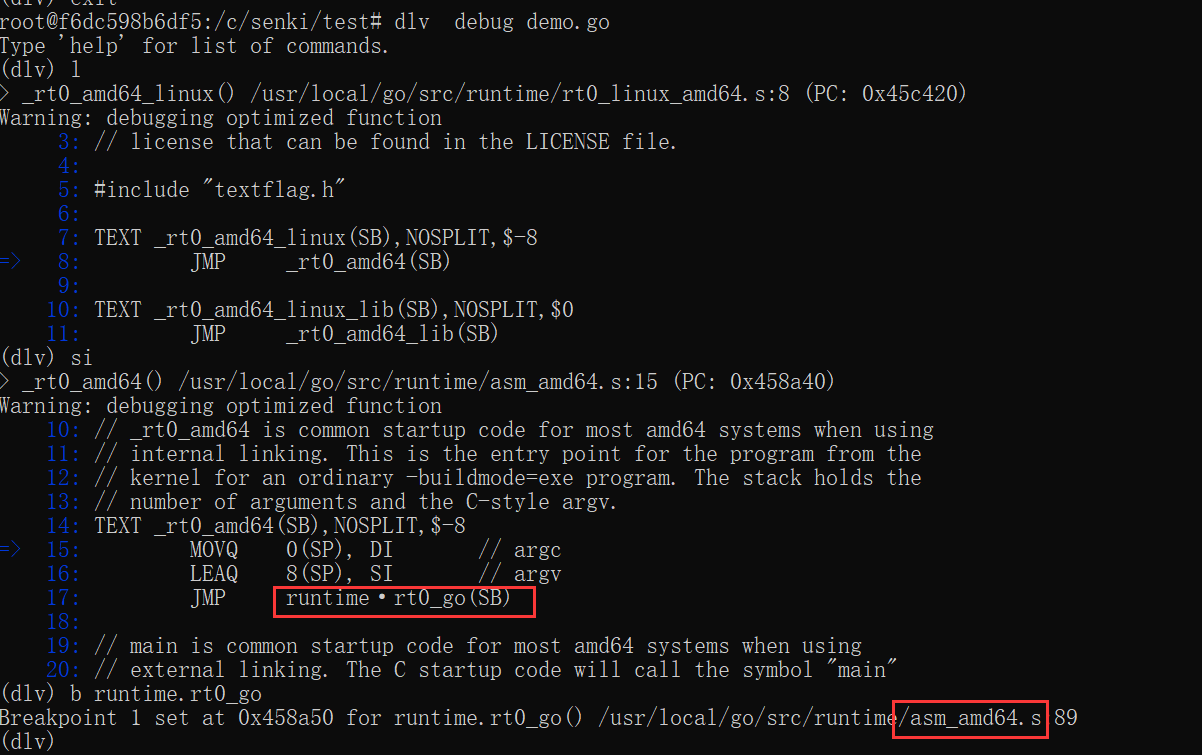 (dlv) exit
root@f6dc598b6df5:/c/senki/test# dlv  debug demo.go
Type 'help' for list of commands.
(dlv) l
> _rt0_amd64_linux() /usr/local/go/src/runtime/rt0_linux_amd64.s:8 (PC: 0x45c420)
Warning: debugging optimized function
     3: // license that can be found in the LICENSE file.
     4:
     5: #include "textflag.h"
     6:
     7: TEXT _rt0_amd64_linux(SB),NOSPLIT,$-8
=>   8:         JMP     _rt0_amd64(SB)
     9:
    10: TEXT _rt0_amd64_linux_lib(SB),NOSPLIT,$0
    11:         JMP     _rt0_amd64_lib(SB)
(dlv) si
> _rt0_amd64() /usr/local/go/src/runtime/asm_amd64.s:15 (PC: 0x458a40)
Warning: debugging optimized function
    10: // _rt0_amd64 is common startup code for most amd64 systems when using
    11: // internal linking. This is the entry point for the program from the
    12: // kernel for an ordinary -buildmode=exe program. The stack holds the
    13: // number of arguments and the C-style argv.
    14: TEXT _rt0_amd64(SB),NOSPLIT,$-8
=>  15:         MOVQ    0(SP), DI       // argc
    16:         LEAQ    8(SP), SI       // argv
    17:         JMP     runtime·rt0_go(SB)
    18:
    19: // main is common startup code for most amd64 systems when using
    20: // external linking. The C startup code will call the symbol "main"
(dlv) b runtime.rt0_go
Breakpoint 1 set at 0x458a50 for runtime.rt0_go() /usr/local/go/src/runtime/asm_amd64.s 89
(dlv)